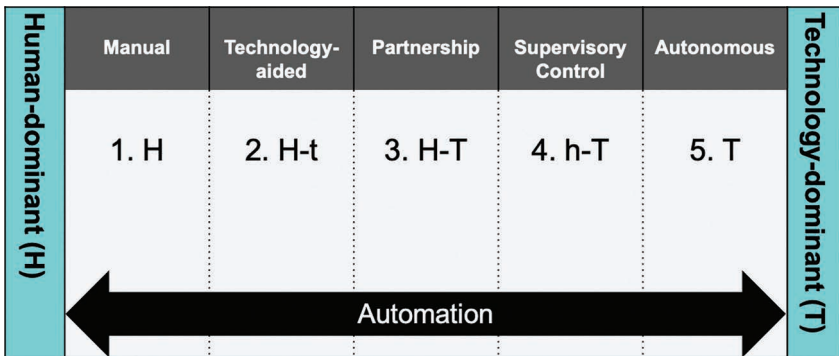 Human-dominant (H)
Manual
Technology-
aided
Partnership
Supervisory
Control
Autonomous
Technology-dominant (T)
1. H
2. H-t
3. H-T
4. h-T
5. T
Automation